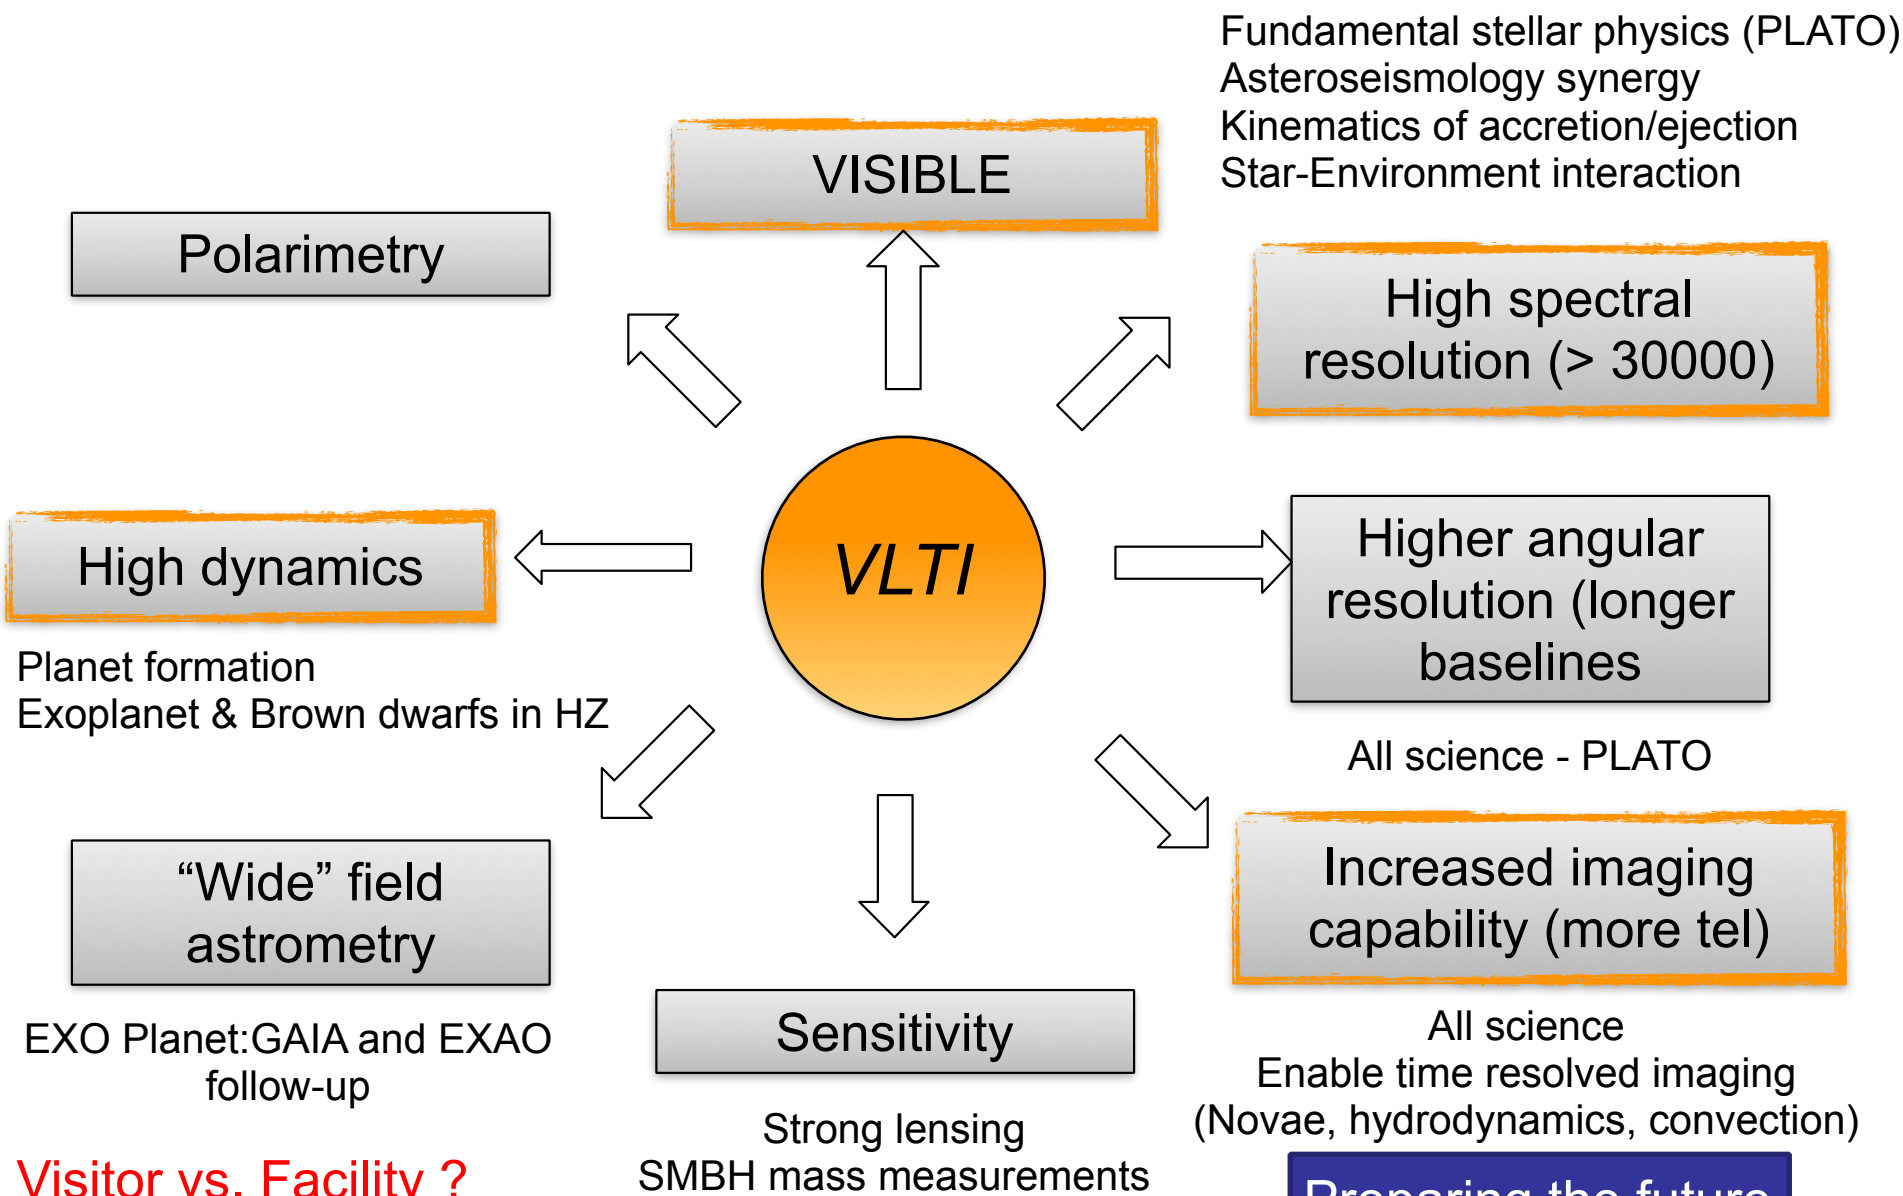 Fundamental stellar physics (PLATO)
Asteroseismology synergy
Kinematics of accretion/ejection
Star-Environment interaction
VISIBLE
Polarimetry
High spectral
resolution (> 30000)
High dynamics
VLTI
Higher angular
resolution (longer
baselines
Planet formation
Exoplanet & Brown dwarfs in HZ
All science - PLATO
“Wide” field
astrometry
Increased imaging
capability (more tel)
EXO Planet:GAIA and EXAO
follow-up
Sensitivity
All science
Enable time resolved imaging
(Novae, hydrodynamics, convection)
Strong lensing
SMBH mass measurements
Visitor vs. Facility ?
Preparing the future